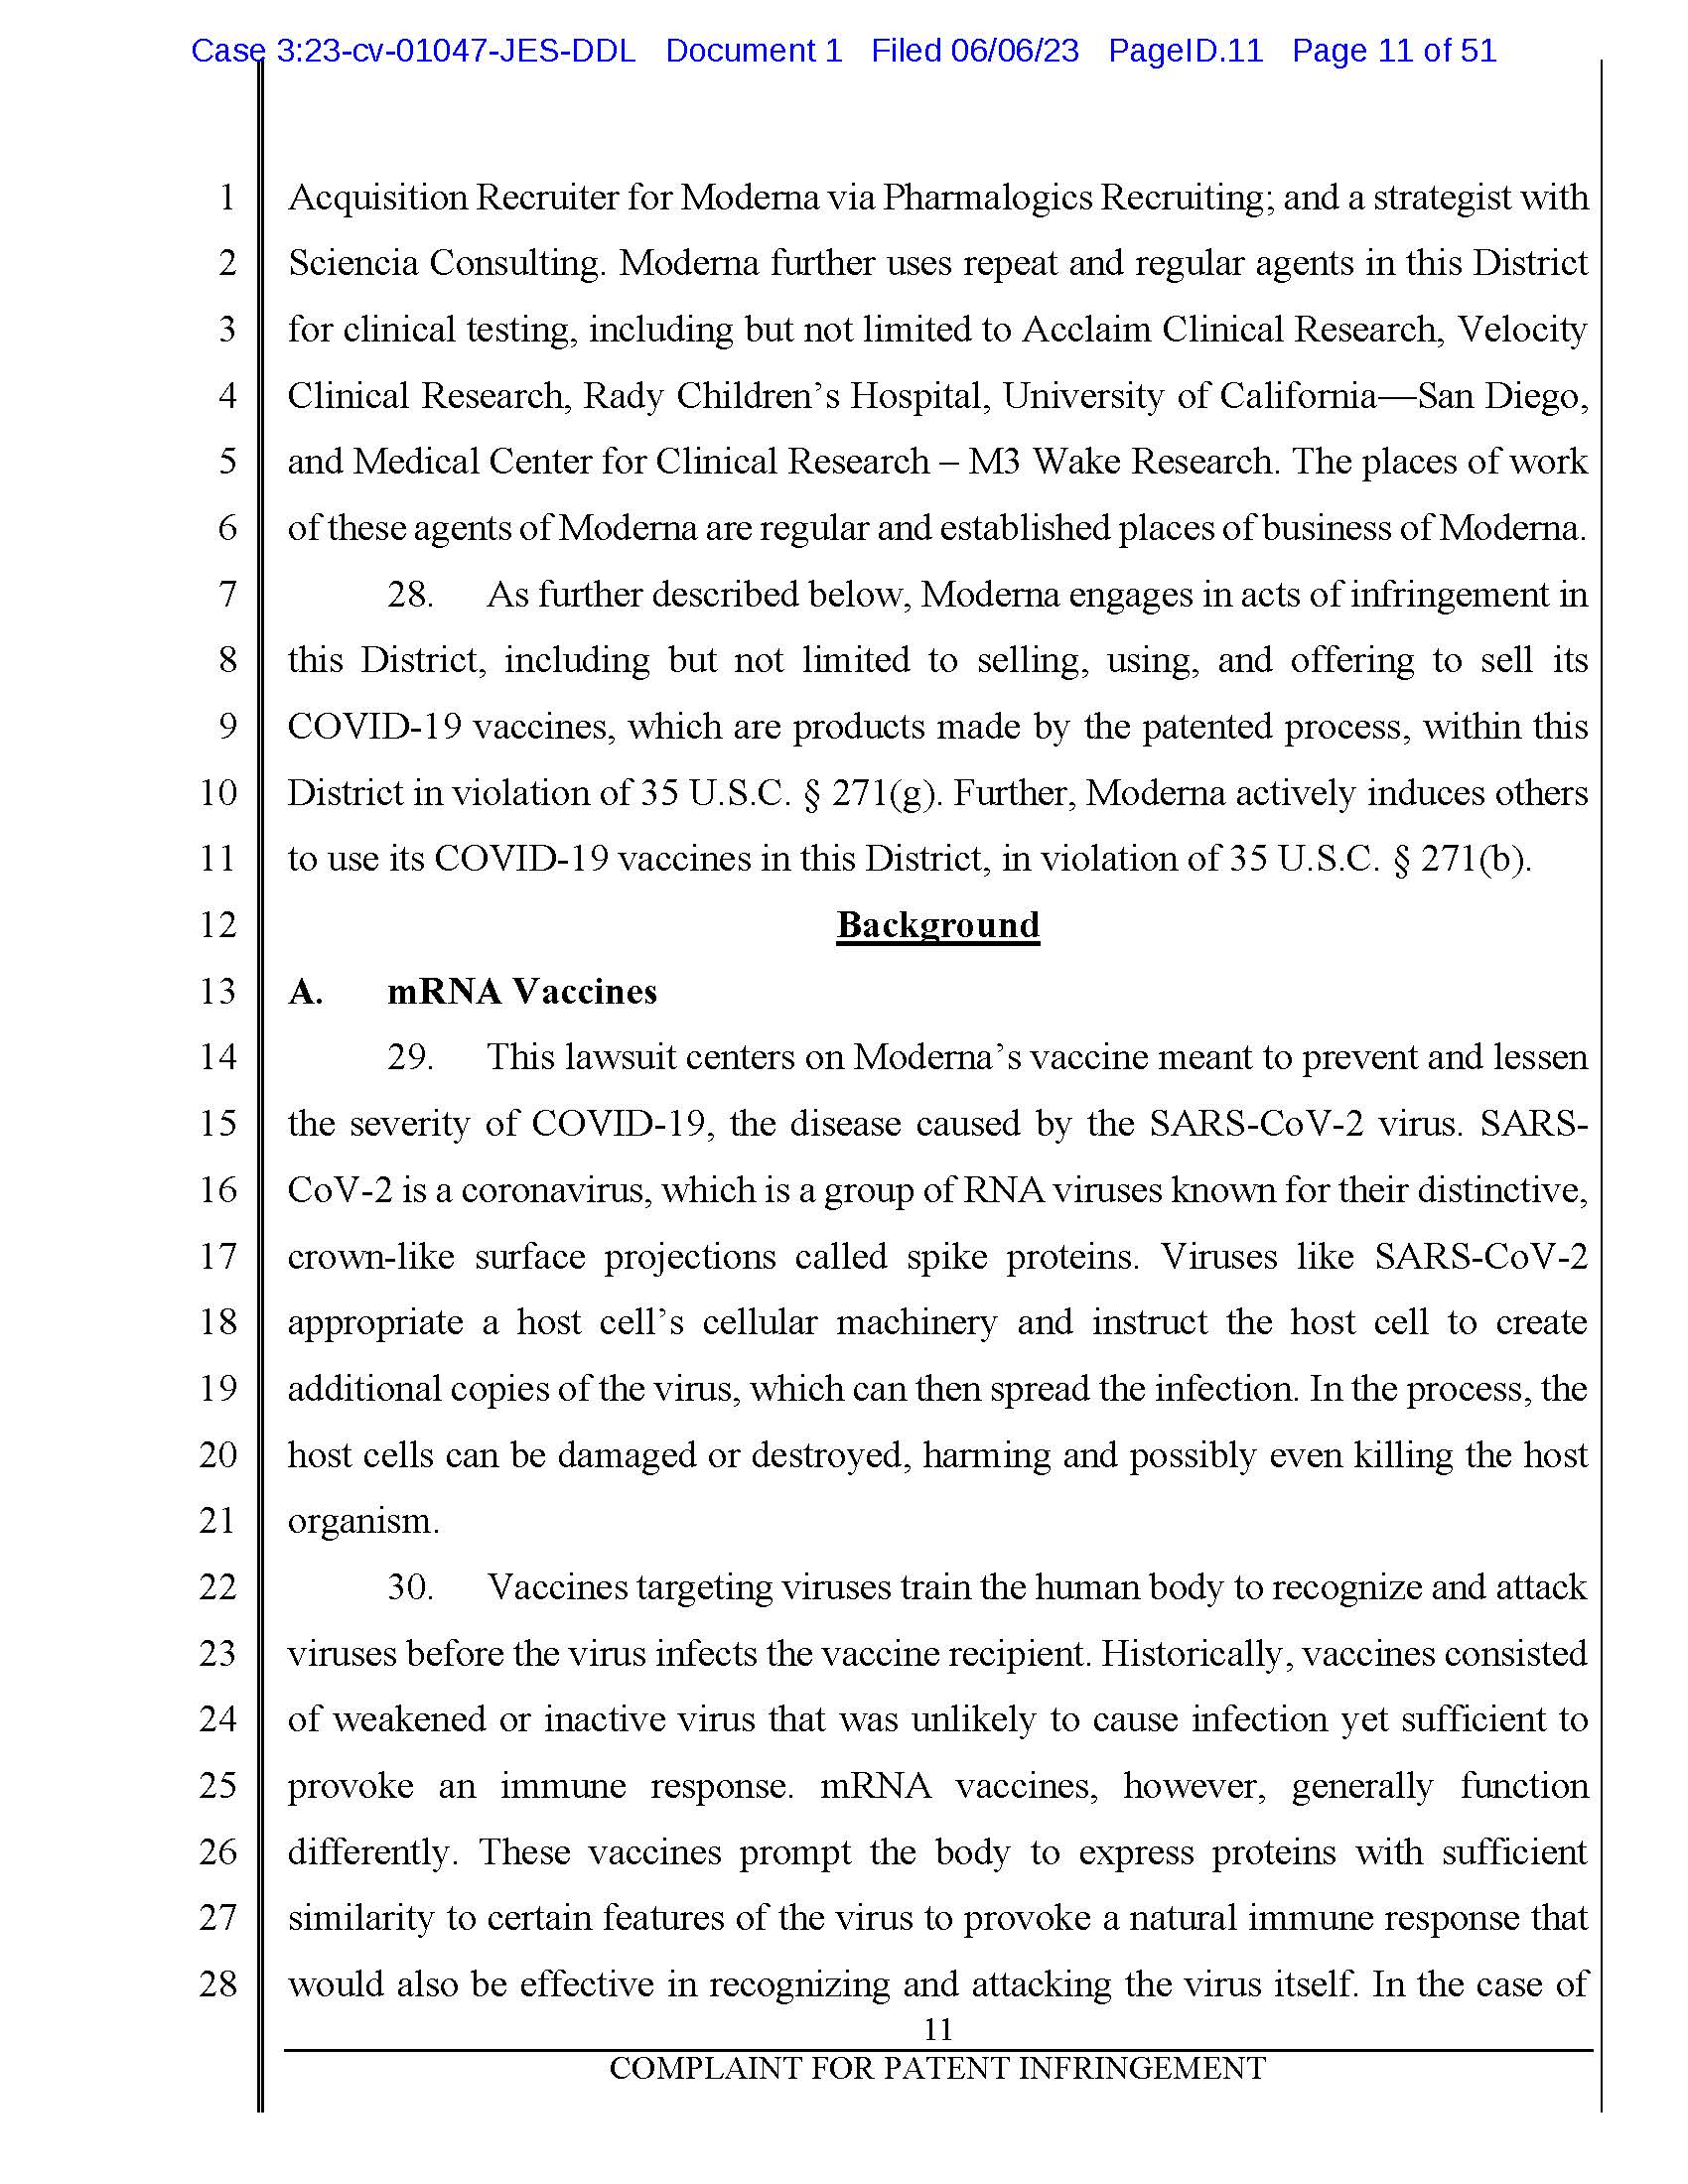 Case 3:23-cv-01047-JES-DDL Document 1 Filed 06/06/23 PageID.11 Page 11 of 51
1 Acquisition Recruiter for Moderna via Pharmalogics Recruiting; and a strategist with
2 Sciencia Consulting. Moderna further uses repeat and regular agents in this District
3 for clinical testing, including but not limited to Acclaim Clinical Research, Velocity
4 Clinical Research, Rady Children’s Hospital, University of California—San Diego,
5 and Medical Center for Clinical Research – M3 Wake Research. The places of work
6 of these agents of Moderna are regular and established places of business of Moderna.
7 28. As further described below, Moderna engages in acts of infringement in
8 this District, including but not limited to selling, using, and offering to sell its
9 COVID-19 vaccines, which are products made by the patented process, within this
10 District in violation of 35 U.S.C. § 271(g). Further, Moderna actively induces others
11 to use its COVID-19 vaccines in this District, in violation of 35 U.S.C. § 271(b).
12 Background
13 A. mRNA Vaccines
14 29. This lawsuit centers on Moderna’s vaccine meant to prevent and lessen
15 the severity of COVID-19, the disease caused by the SARS-CoV-2 virus. SARS-
16 CoV-2 is a coronavirus, which is a group of RNA viruses known for their distinctive,
17 crown-like surface projections called spike proteins. Viruses like SARS-CoV-2
18 appropriate a host cell’s cellular machinery and instruct the host cell to create
19 additional copies of the virus, which can then spread the infection. In the process, the
20 host cells can be damaged or destroyed, harming and possibly even killing the host
21 organism.
22 30. Vaccines targeting viruses train the human body to recognize and attack
23 viruses before the virus infects the vaccine recipient. Historically, vaccines consisted
24 of weakened or inactive virus that was unlikely to cause infection yet sufficient to
25 provoke an immune response. mRNA vaccines, however, generally function
26 differently. These vaccines prompt the body to express proteins with sufficient
27 similarity to certain features of the virus to provoke a natural immune response that
28 would also be effective in recognizing and attacking the virus itself. In the case of
11
COMPLAINT FOR PATENT INFRINGEMENT